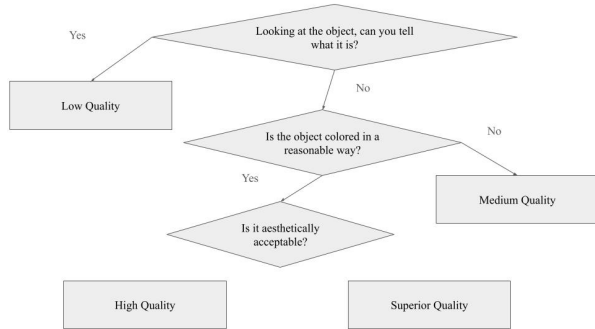 Looking at the object, can you tell
what it is?
Yes
Low Quality
No
Is the object colored in a
reasonable way?
No
Yes
Medium Quality
Is it aesthetically
acceptable?
High Quality
Superior Quality